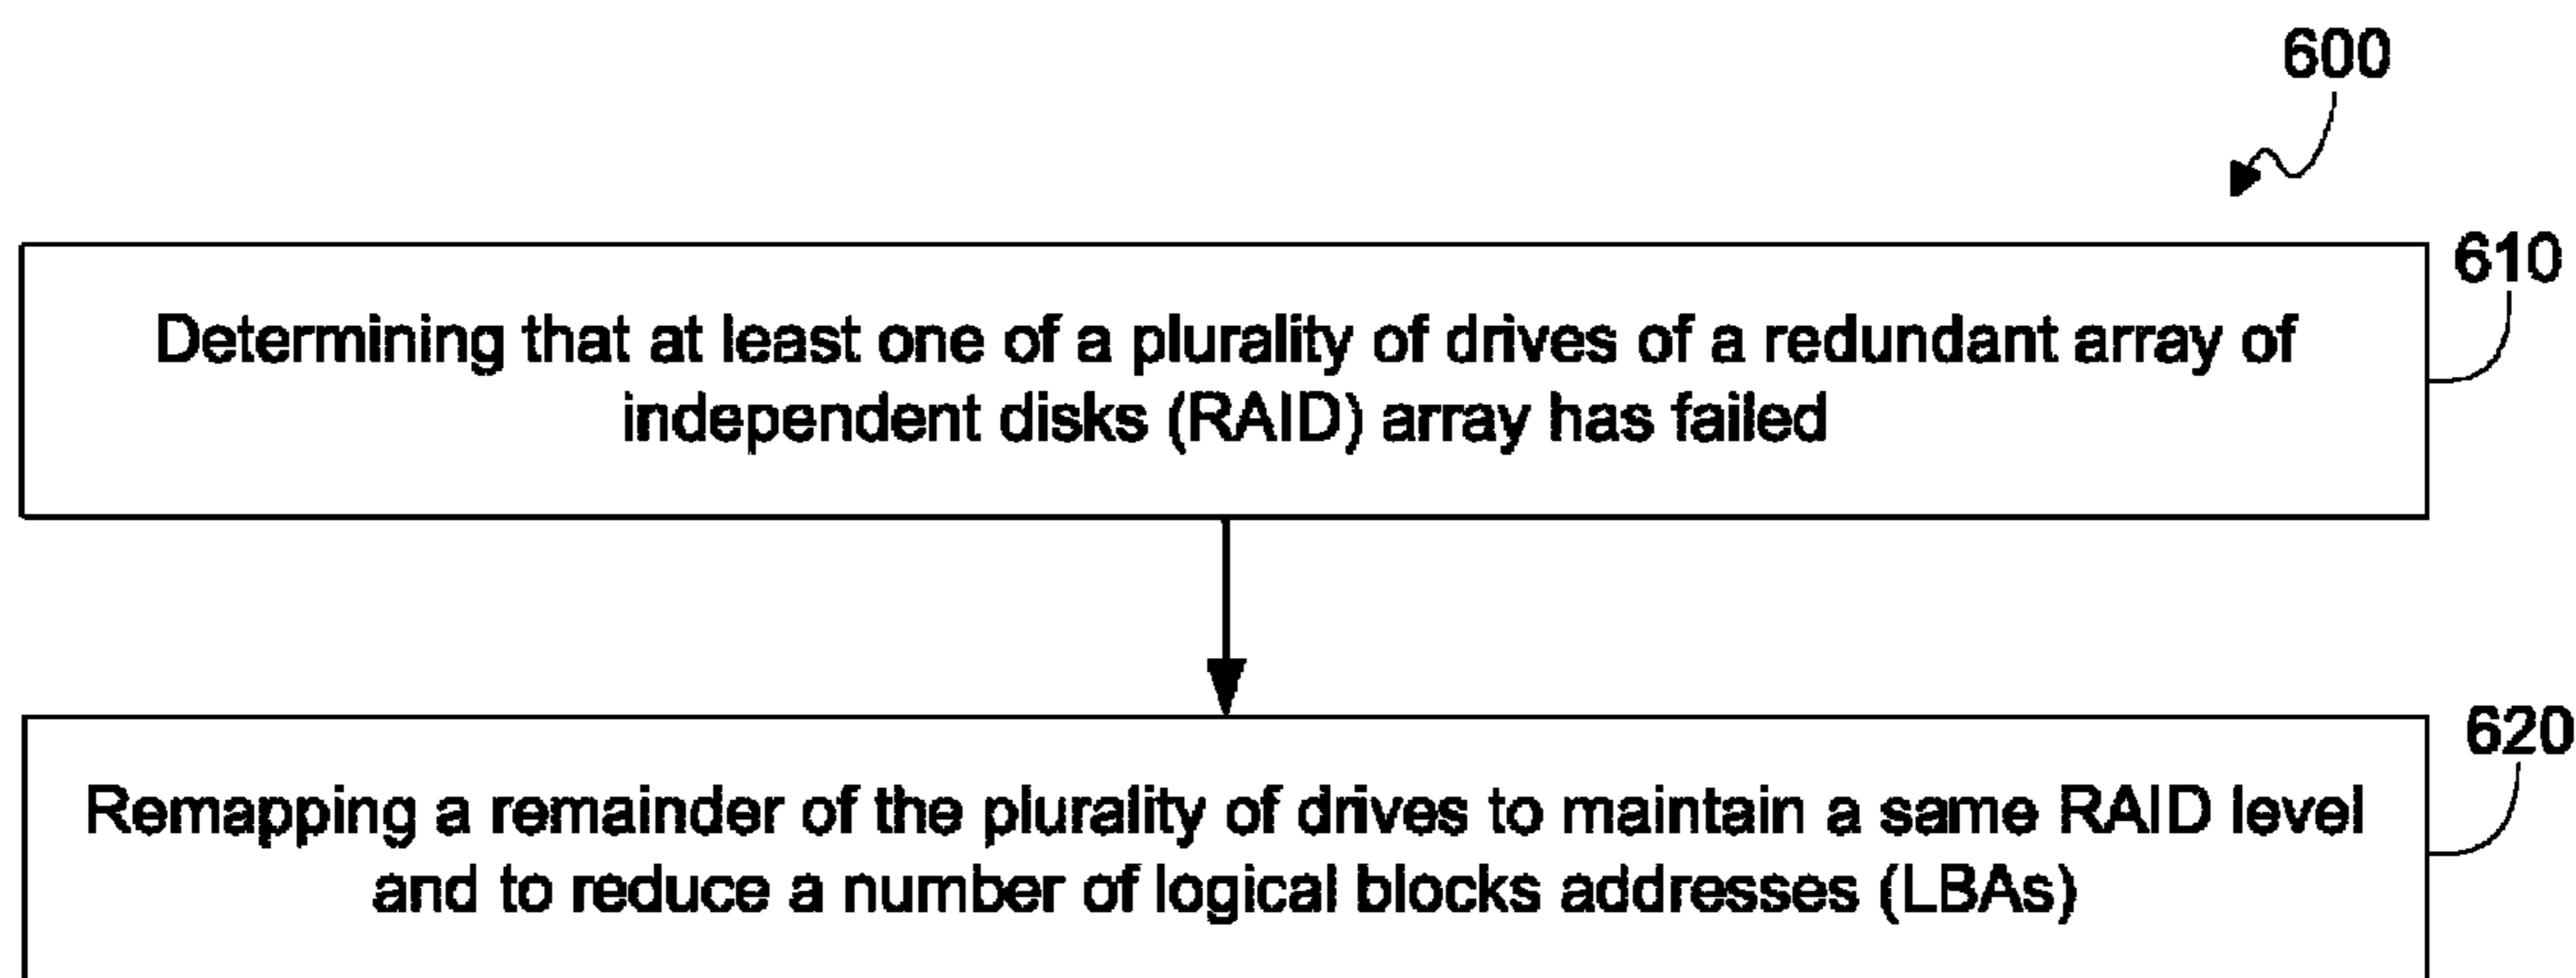 600
610
Determining that at least one of a plurality of drives of a redundant array of
independent disks (RAID) array has failed
620
Remapping a remainder of the plurality of drives to maintain a same RAID level
and to reduce a number of logical blocks addresses (LBAs)